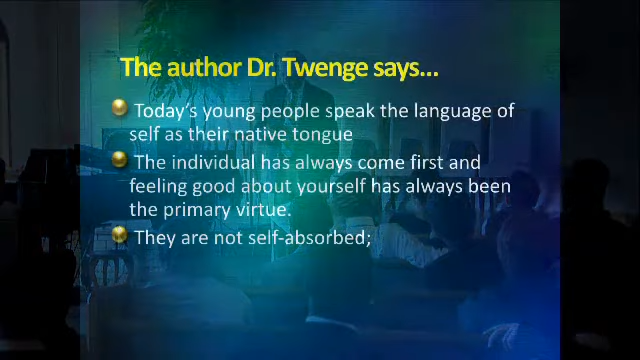 The author Dr. Twenge says...
Today's young people speak the language of
self as their native tongue
The individual has always come first and
feeling good about yourself has always been
the primary virtue.
They are not self-absorbed;